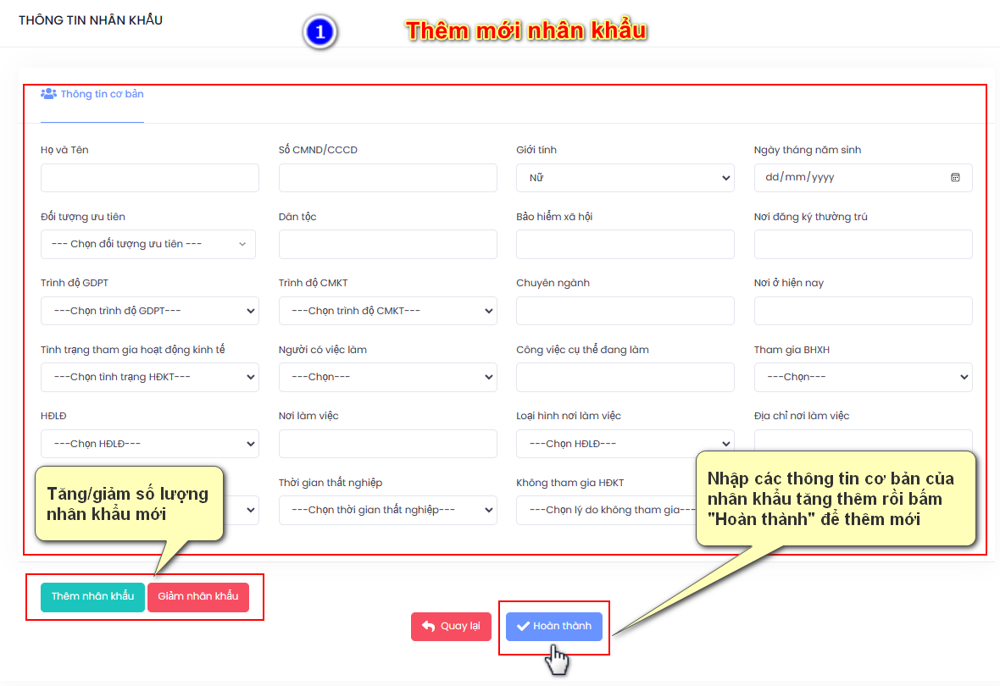 THÔNG TIN NHÂN KHẨU
1
Thêm mới nhân khẩu
Thông tin cơ bản
Họ và Tên
Số CMND/CCCD
Giới tính
Ngày tháng năm sinh
Nữ
dd/mm/yyyy
Đối tượng ưu tiên
Dân tộc
Bảo hiểm xã hội
Nơi đăng ký thường trú
--- Chọn đối tượng ưu tiên ---
Trình độ GDPT
Trình độ CMKT
Chuyên ngành
Nơi ở hiện nay
---Chọn trình độ GDPT---
---Chọn trình độ CMKT---
Tình trạng tham gia hoạt động kinh tế
Người có việc làm
Công việc cụ thể đang làm
Tham gia BHXH
---Chọn tình trạng HĐKT---
---Chọn---
---Chọn---
HĐLĐ
Nơi làm việc
Loại hình nơi làm việc
Địa chỉ nơi làm việc
---Chọn HĐLĐ---
---Chọn HĐLĐ---
Tăng/giảm số lượng
nhân khẩu mới
Thời gian thất nghiệp
Không tham gia HĐKT
---Chọn thời gian thất nghiệp---
---Chọn lý do không tham gia---
Nhập các thông tin cơ bản của
nhân khẩu tăng thêm rồi bấm
"Hoàn thành" để thêm mới
Thêm nhân khẩu
Giảm nhân khẩu
Quay lại
Hoàn thành